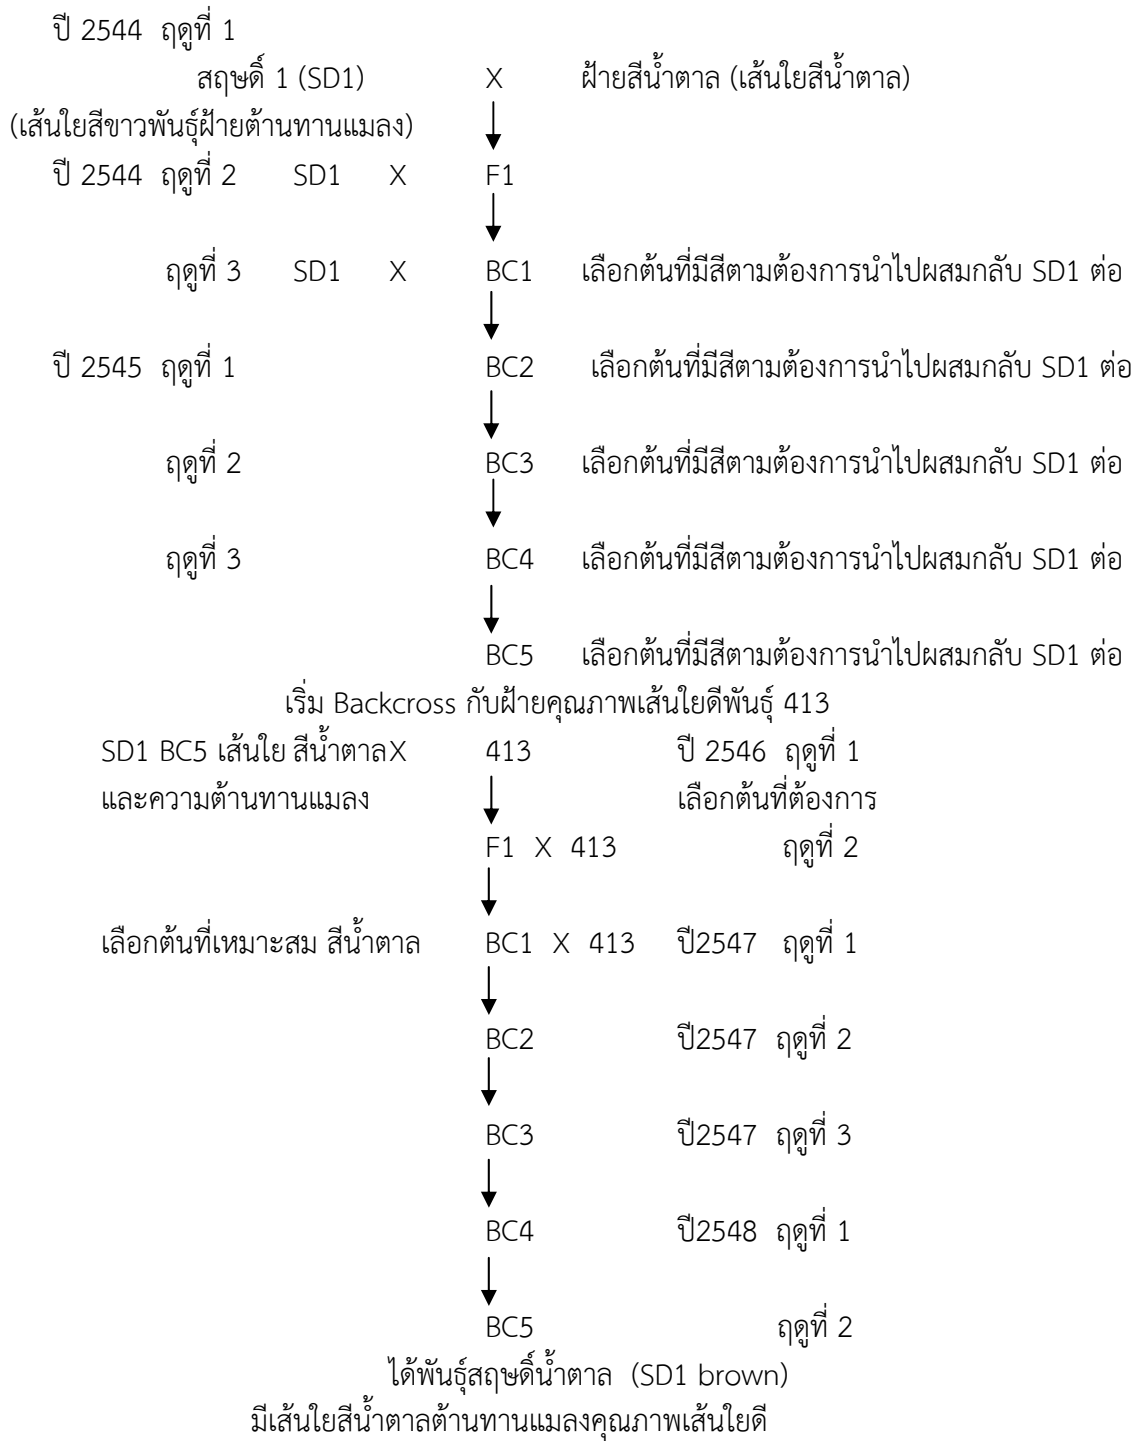 ปี 2544 ฤดูที่ 1
สฤษดิ์ 1 (SD1) X ฝ้ายสีน้ำตาล (เส้นใยสีน้ำตาล)
(เส้นใยสีขาวพันธุ์ฝ้ายต้านทานแมลง)
ปี 2544 ฤดูที่ 2 SD1 X F1
ฤดูที่ 3 SD1 X BC1 เลือกต้นที่มีสีตามต้องการนำไปผสมกลับ SD1 ต่อ
ปี 2545 ฤดูที่ 1 BC2 เลือกต้นที่มีสีตามต้องการนำไปผสมกลับ SD1 ต่อ
ฤดูที่ 2 BC3 เลือกต้นที่มีสีตามต้องการนำไปผสมกลับ SD1 ต่อ
ฤดูที่ 3 BC4 เลือกต้นที่มีสีตามต้องการนำไปผสมกลับ SD1 ต่อ
BC5 เลือกต้นที่มีสีตามต้องการนำไปผสมกลับ SD1 ต่อ
เริ่ม Backcross กับฝ้ายคุณภาพเส้นใยดีพันธุ์ 413
SD1 BC5 เส้นใย สีน้ำตาลX 413 ปี 2546 ฤดูที่ 1
และความต้านทานแมลง เลือกต้นที่ต้องการ
F1 X 413 ฤดูที่ 2
เลือกต้นที่เหมาะสม สีน้ำตาล BC1 X 413 ปี2547 ฤดูที่ 1
BC2 ปี2547 ฤดูที่ 2
BC3 ปี2547 ฤดูที่ 3
BC4 ปี2548 ฤดูที่ 1
BC5 ฤดูที่ 2
ได้พันธุ์สฤษดิ์น้ำตาล (SD1 brown)
มีเส้นใยสีน้ำตาลต้านทานแมลงคุณภาพเส้นใยดี